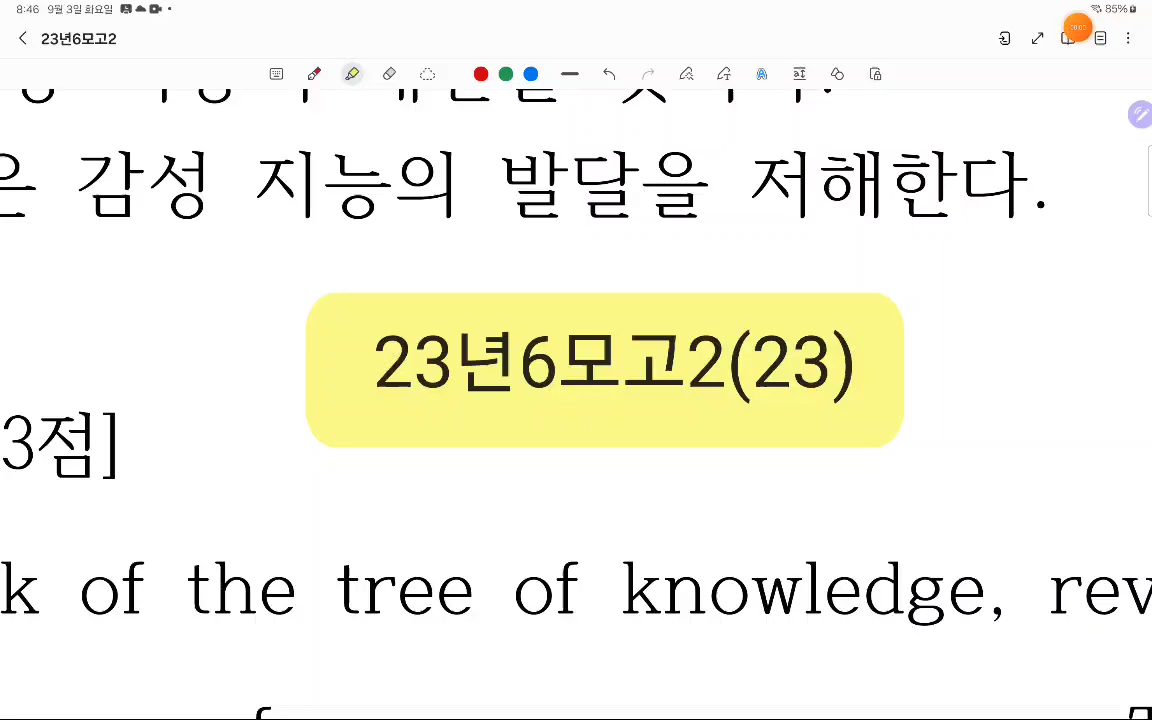 8:46 9월 3일 화요일
85%
23년6모고2
00:00
은 감성 지능의 발달을 저해한다.
23년6모고2(23)
3점]
k of the tree of knowledge, rev